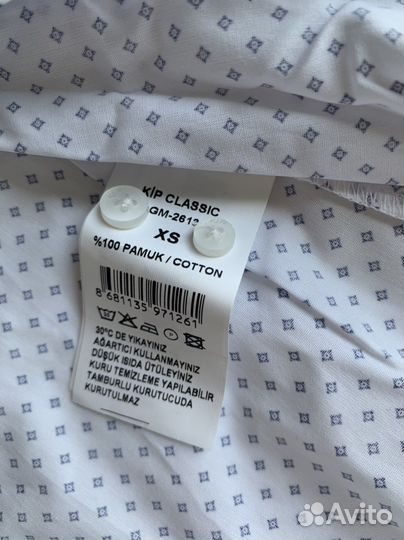 KİP CLASSIC
GM-2613
XS
%100 PAMUK / COTTON
8 681135 971261
30°C DE YIKAYINIZ
AĞARTICI KULLANMAYINIZ
DÜŞÜK ISIDA ÜTÜLEYİNİZ
KURU TEMİZLEME YAPILABİLİR
TAMBURLU KURUTUCUDA
KURUTULMAZ
Avito